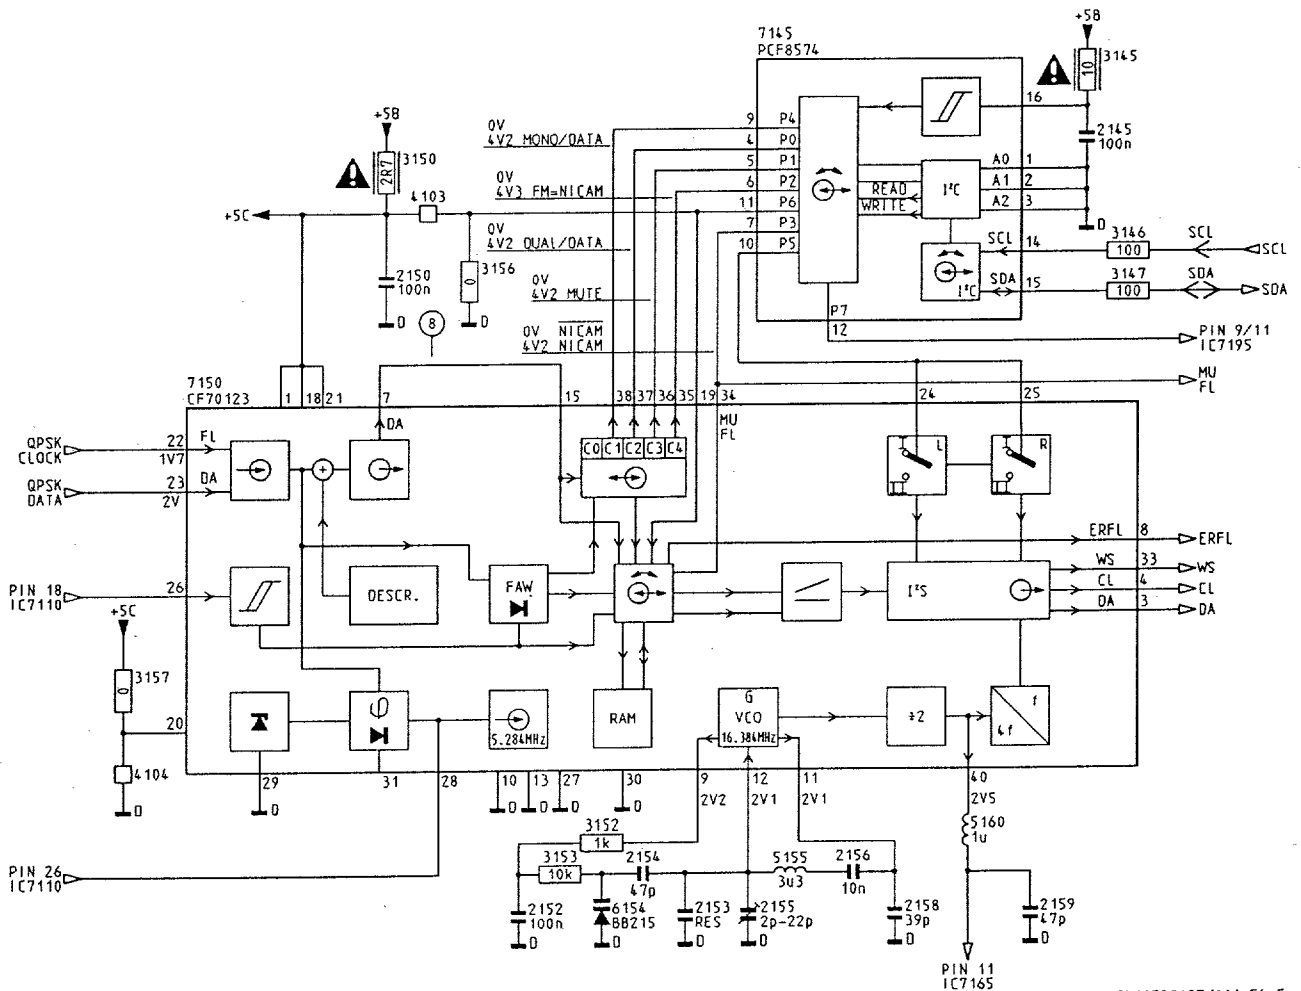 +5B
7145
PCF8574
3145
10
16
+5B
9 P4
0V
4V2 MONO/DATA
4 P0
2145
100n
3150
2R7
5 P1
A0 1
0V
4V3 FM=NICAM
6 P2
READ
I²C
A1 2
4103
11 P6
WRITE
A2 3
+5C
7 P3
D
0V
4V2 DUAL/DATA
10 P5
SCL 14
3146
100
SCL
SCL
3156
0
2150
100n
0V
4V2 MUTE
I²C
SDA 15
3147
100
SDA
SDA
D
8
D
0V NICAM
4V2 NICAM
P7
12
PIN 9/11
IC7195
7150
CF70123
MU
FL
1 18 21 7 15 38 37 36 35 19 34 24 25
DA
MU
FL
QPSK
CLOCK
22 FL
1V7
C0 C1 C2 C3 C4
L
R
QPSK
DATA
23 DA
2V
ERFL 8 ERFL
PIN 18
IC7110
26
DESCR.
FAW
I²S
WS 33 WS
CL 4 CL
DA 3 DA
+5C
3157
0
20
RAM
G
VCO
16.384MHz
÷2
f
4f
5.284MHz
4104
D
29 31 28 10 13 27 30 9 12 11 40
D
D D D
D
2V2 2V1 2V1 2V5
5160
1u
3152
1k
PIN 26
IC7110
3153
10k
2154
47p
5155
3u3
2156
10n
2152
100n
6154
BB215
2153
RES
2155
2p-22p
2158
39p
2159
47p
D D D D D D
PIN 11
IC7165